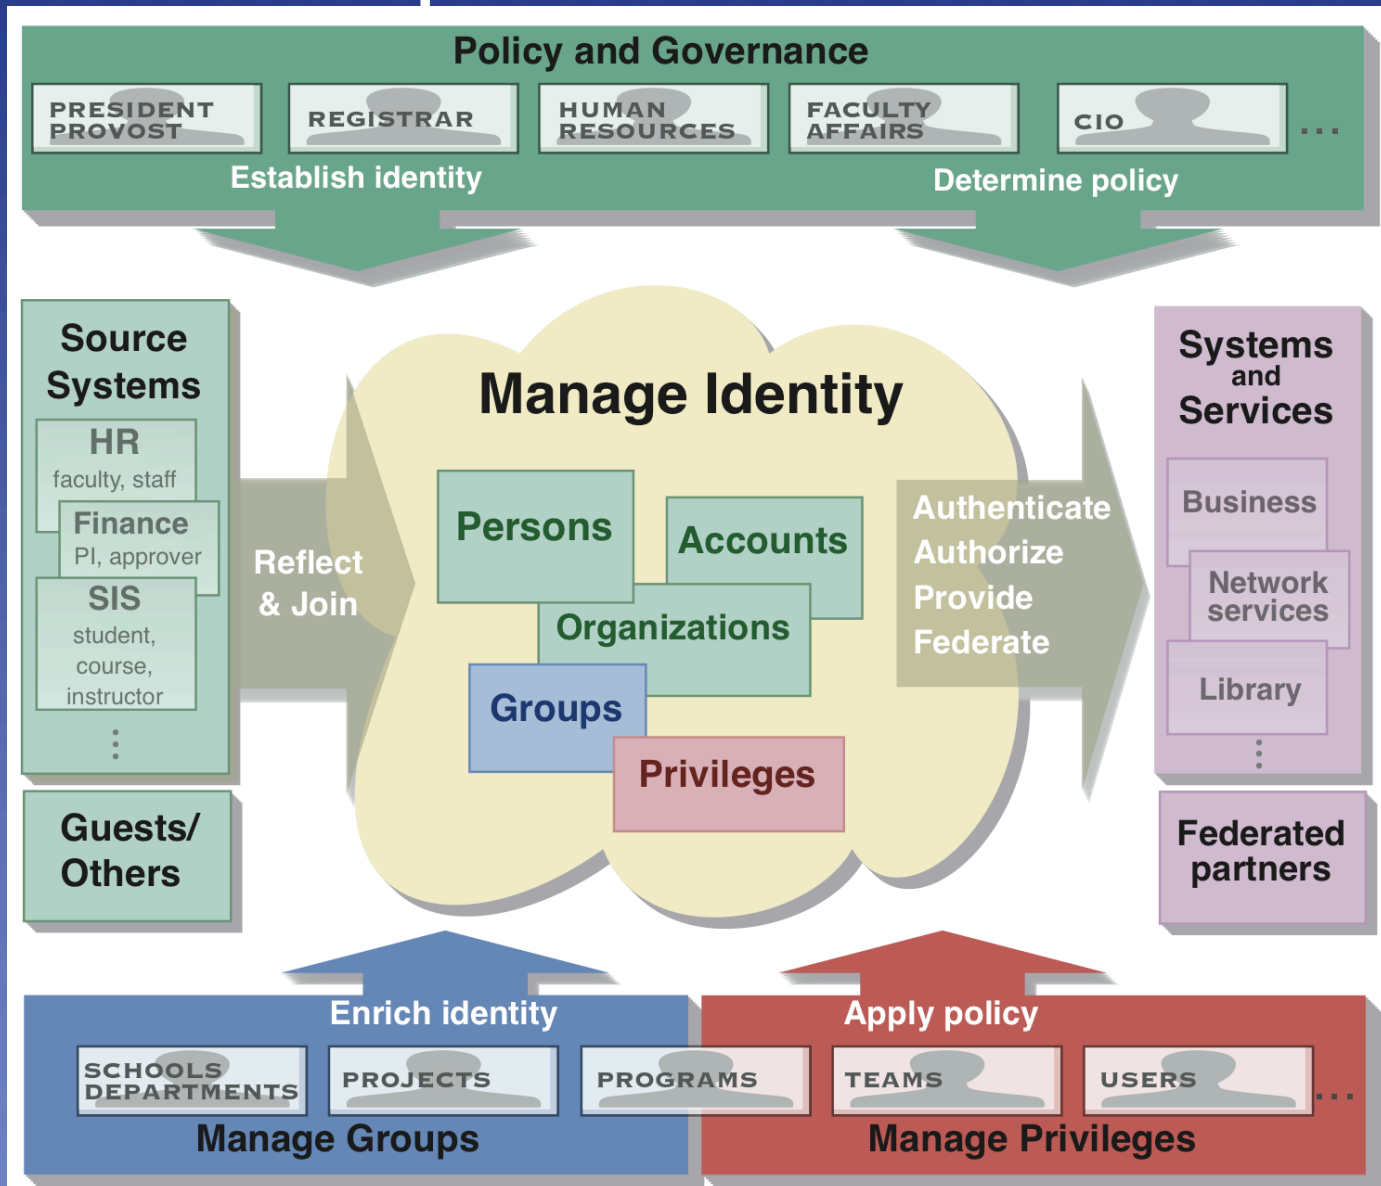 Policy and Governance
PRESIDENT
PROVOST
REGISTRAR
HUMAN
RESOURCES
FACULTY
AFFAIRS
CIO
...
Establish identity
Determine policy
Source
Systems
HR
faculty, staff
Finance
PI, approver
SIS
student,
course,
instructor
⋮
Guests/
Others
Reflect
& Join
Manage Identity
Persons
Accounts
Organizations
Groups
Privileges
Authenticate
Authorize
Provide
Federate
Systems
and
Services
Business
Network
services
Library
⋮
Federated
partners
Enrich identity
SCHOOLS
DEPARTMENTS
PROJECTS
PROGRAMS
Manage Groups
Apply policy
TEAMS
USERS
...
Manage Privileges